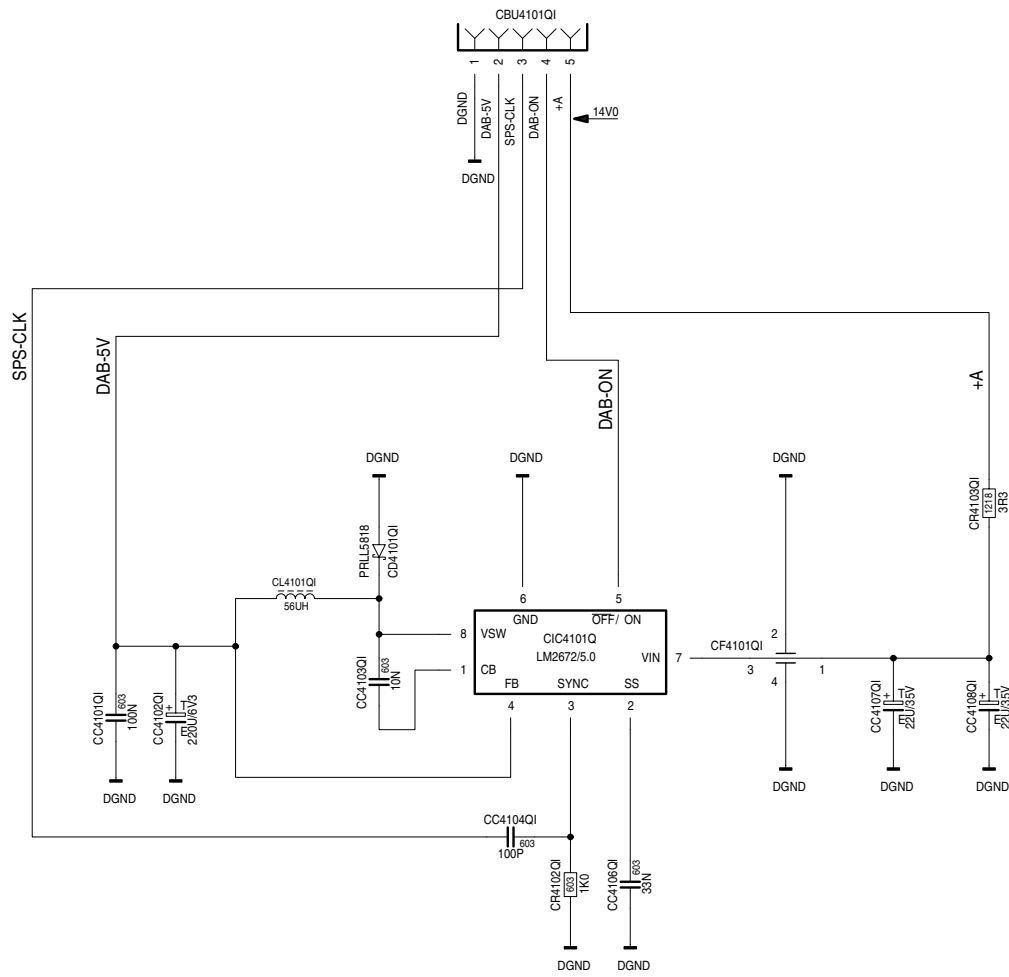 CBU4101QI
1 2 3 4 5
DGND
DAB-5V
SPS-CLK
DAB-ON
+A
14V0
DGND
SPS-CLK
DAB-5V
DAB-ON
+A
DGND
DGND
DGND
CR4103QI
1218
3R3
PRLL5818
CD4101QI
CL4101QI
56UH
6 5
GND OFF/ ON
8 VSW
CIC4101Q
LM2672/5.0
VIN 7
1 CB
FB SYNC SS
4 3 2
CF4101QI
2
3 1
4
CC4103QI
603
10N
CC4101QI
603
100N
CC4102QI
+ T
E
220U/6V3
CC4107QI
+ T
E
22U/35V
CC4108QI
+ T
E
22U/35V
DGND
DGND
DGND
DGND
DGND
CC4104QI
603
100P
CR4102QI
603
1K0
CC4106QI
603
33N
DGND
DGND